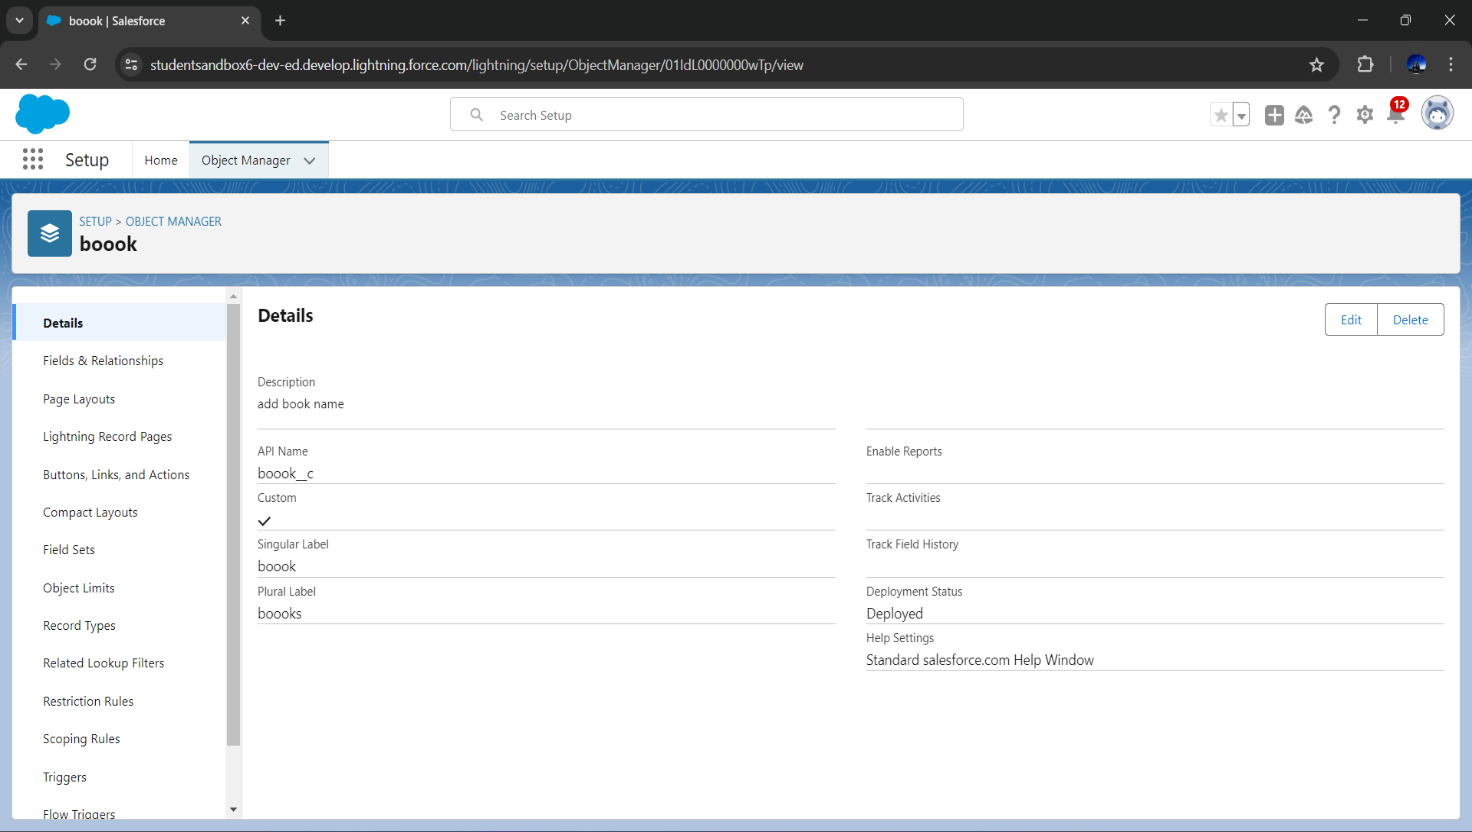 boook | Salesforce
studentsandbox6-dev-ed.develop.lightning.force.com/lightning/setup/ObjectManager/01IdL0000000wTp/view
Search Setup
12
Setup
Home
Object Manager
SETUP > OBJECT MANAGER
boook
Details
Fields & Relationships
Page Layouts
Lightning Record Pages
Buttons, Links, and Actions
Compact Layouts
Field Sets
Object Limits
Record Types
Related Lookup Filters
Restriction Rules
Scoping Rules
Triggers
Flow Triggers
Details
Edit
Delete
Description
add book name
API Name
boook__c
Custom
Singular Label
boook
Plural Label
boooks
Enable Reports
Track Activities
Track Field History
Deployment Status
Deployed
Help Settings
Standard salesforce.com Help Window